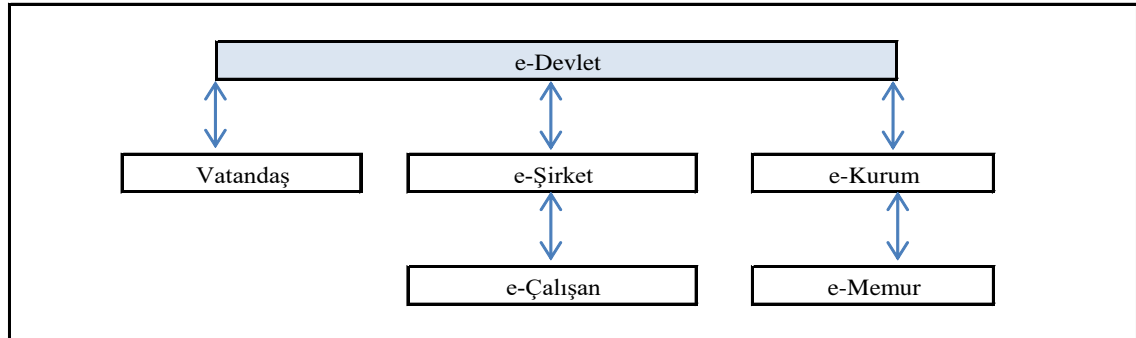 e-Devlet
Vatandaş
e-Şirket
e-Kurum
e-Çalışan
e-Memur